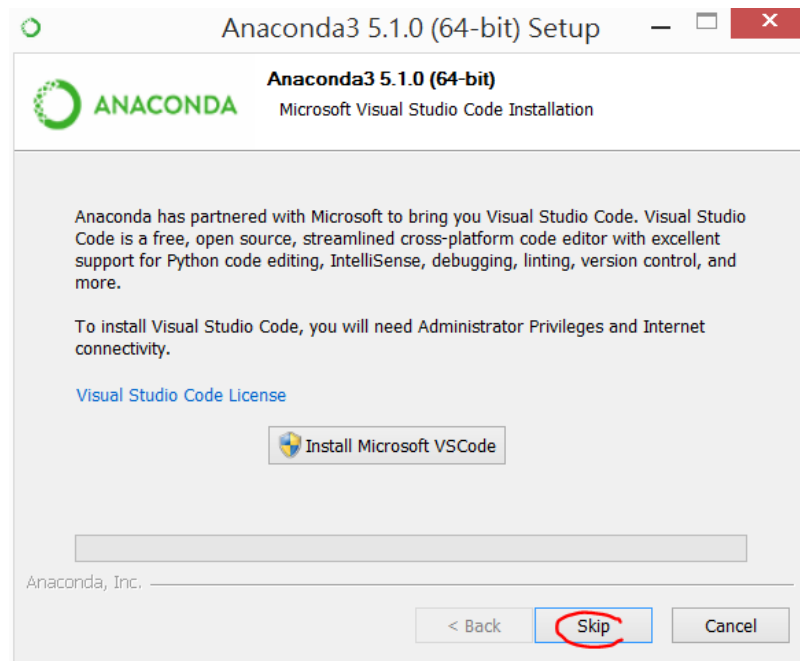 Anaconda3 5.1.0 (64-bit) Setup
ANACONDA
Anaconda3 5.1.0 (64-bit)
Microsoft Visual Studio Code Installation
Anaconda has partnered with Microsoft to bring you Visual Studio Code. Visual Studio
Code is a free, open source, streamlined cross-platform code editor with excellent
support for Python code editing, IntelliSense, debugging, linting, version control, and
more.
To install Visual Studio Code, you will need Administrator Privileges and Internet
connectivity.
Visual Studio Code License
Install Microsoft VSCode
Anaconda, Inc.
< Back
Skip
Cancel